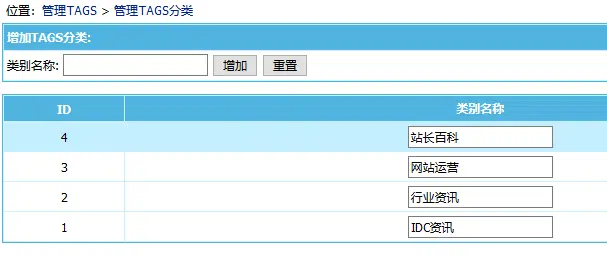 位置：管理TAGS > 管理TAGS分类
增加TAGS分类:
类别名称: 增加 重置
ID 类别名称
4 站长百科
3 网站运营
2 行业资讯
1 IDC资讯